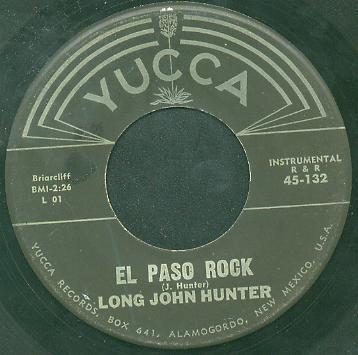 YUCCA
Briarcliff
BMI-2:26
L 01
INSTRUMENTAL
R & R
45-132
EL PASO ROCK
(J. Hunter)
LONG JOHN HUNTER
YUCCA RECORDS, BOX 641, ALAMOGORDO, NEW MEXICO, U.S.A.